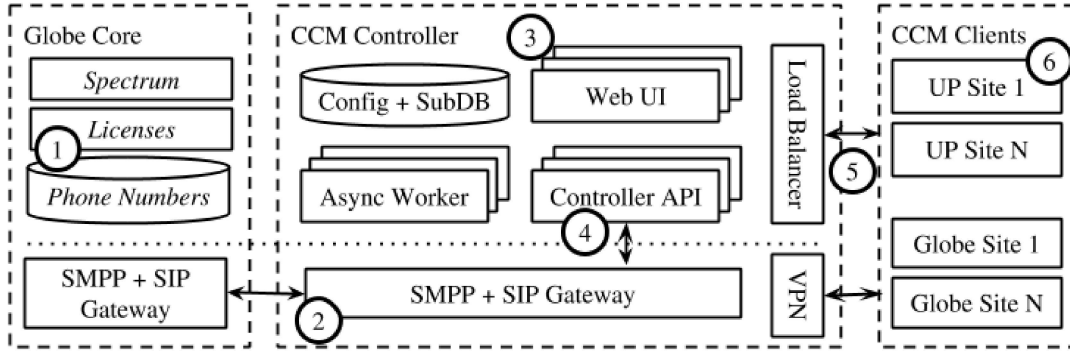 Globe Core
Spectrum
Licenses
1
Phone Numbers
SMPP + SIP
Gateway
CCM Controller
3
Config + SubDB
Web UI
Async Worker
Controller API
4
Load Balancer
2
SMPP + SIP Gateway
VPN
5
CCM Clients
6
UP Site 1
UP Site N
Globe Site 1
Globe Site N